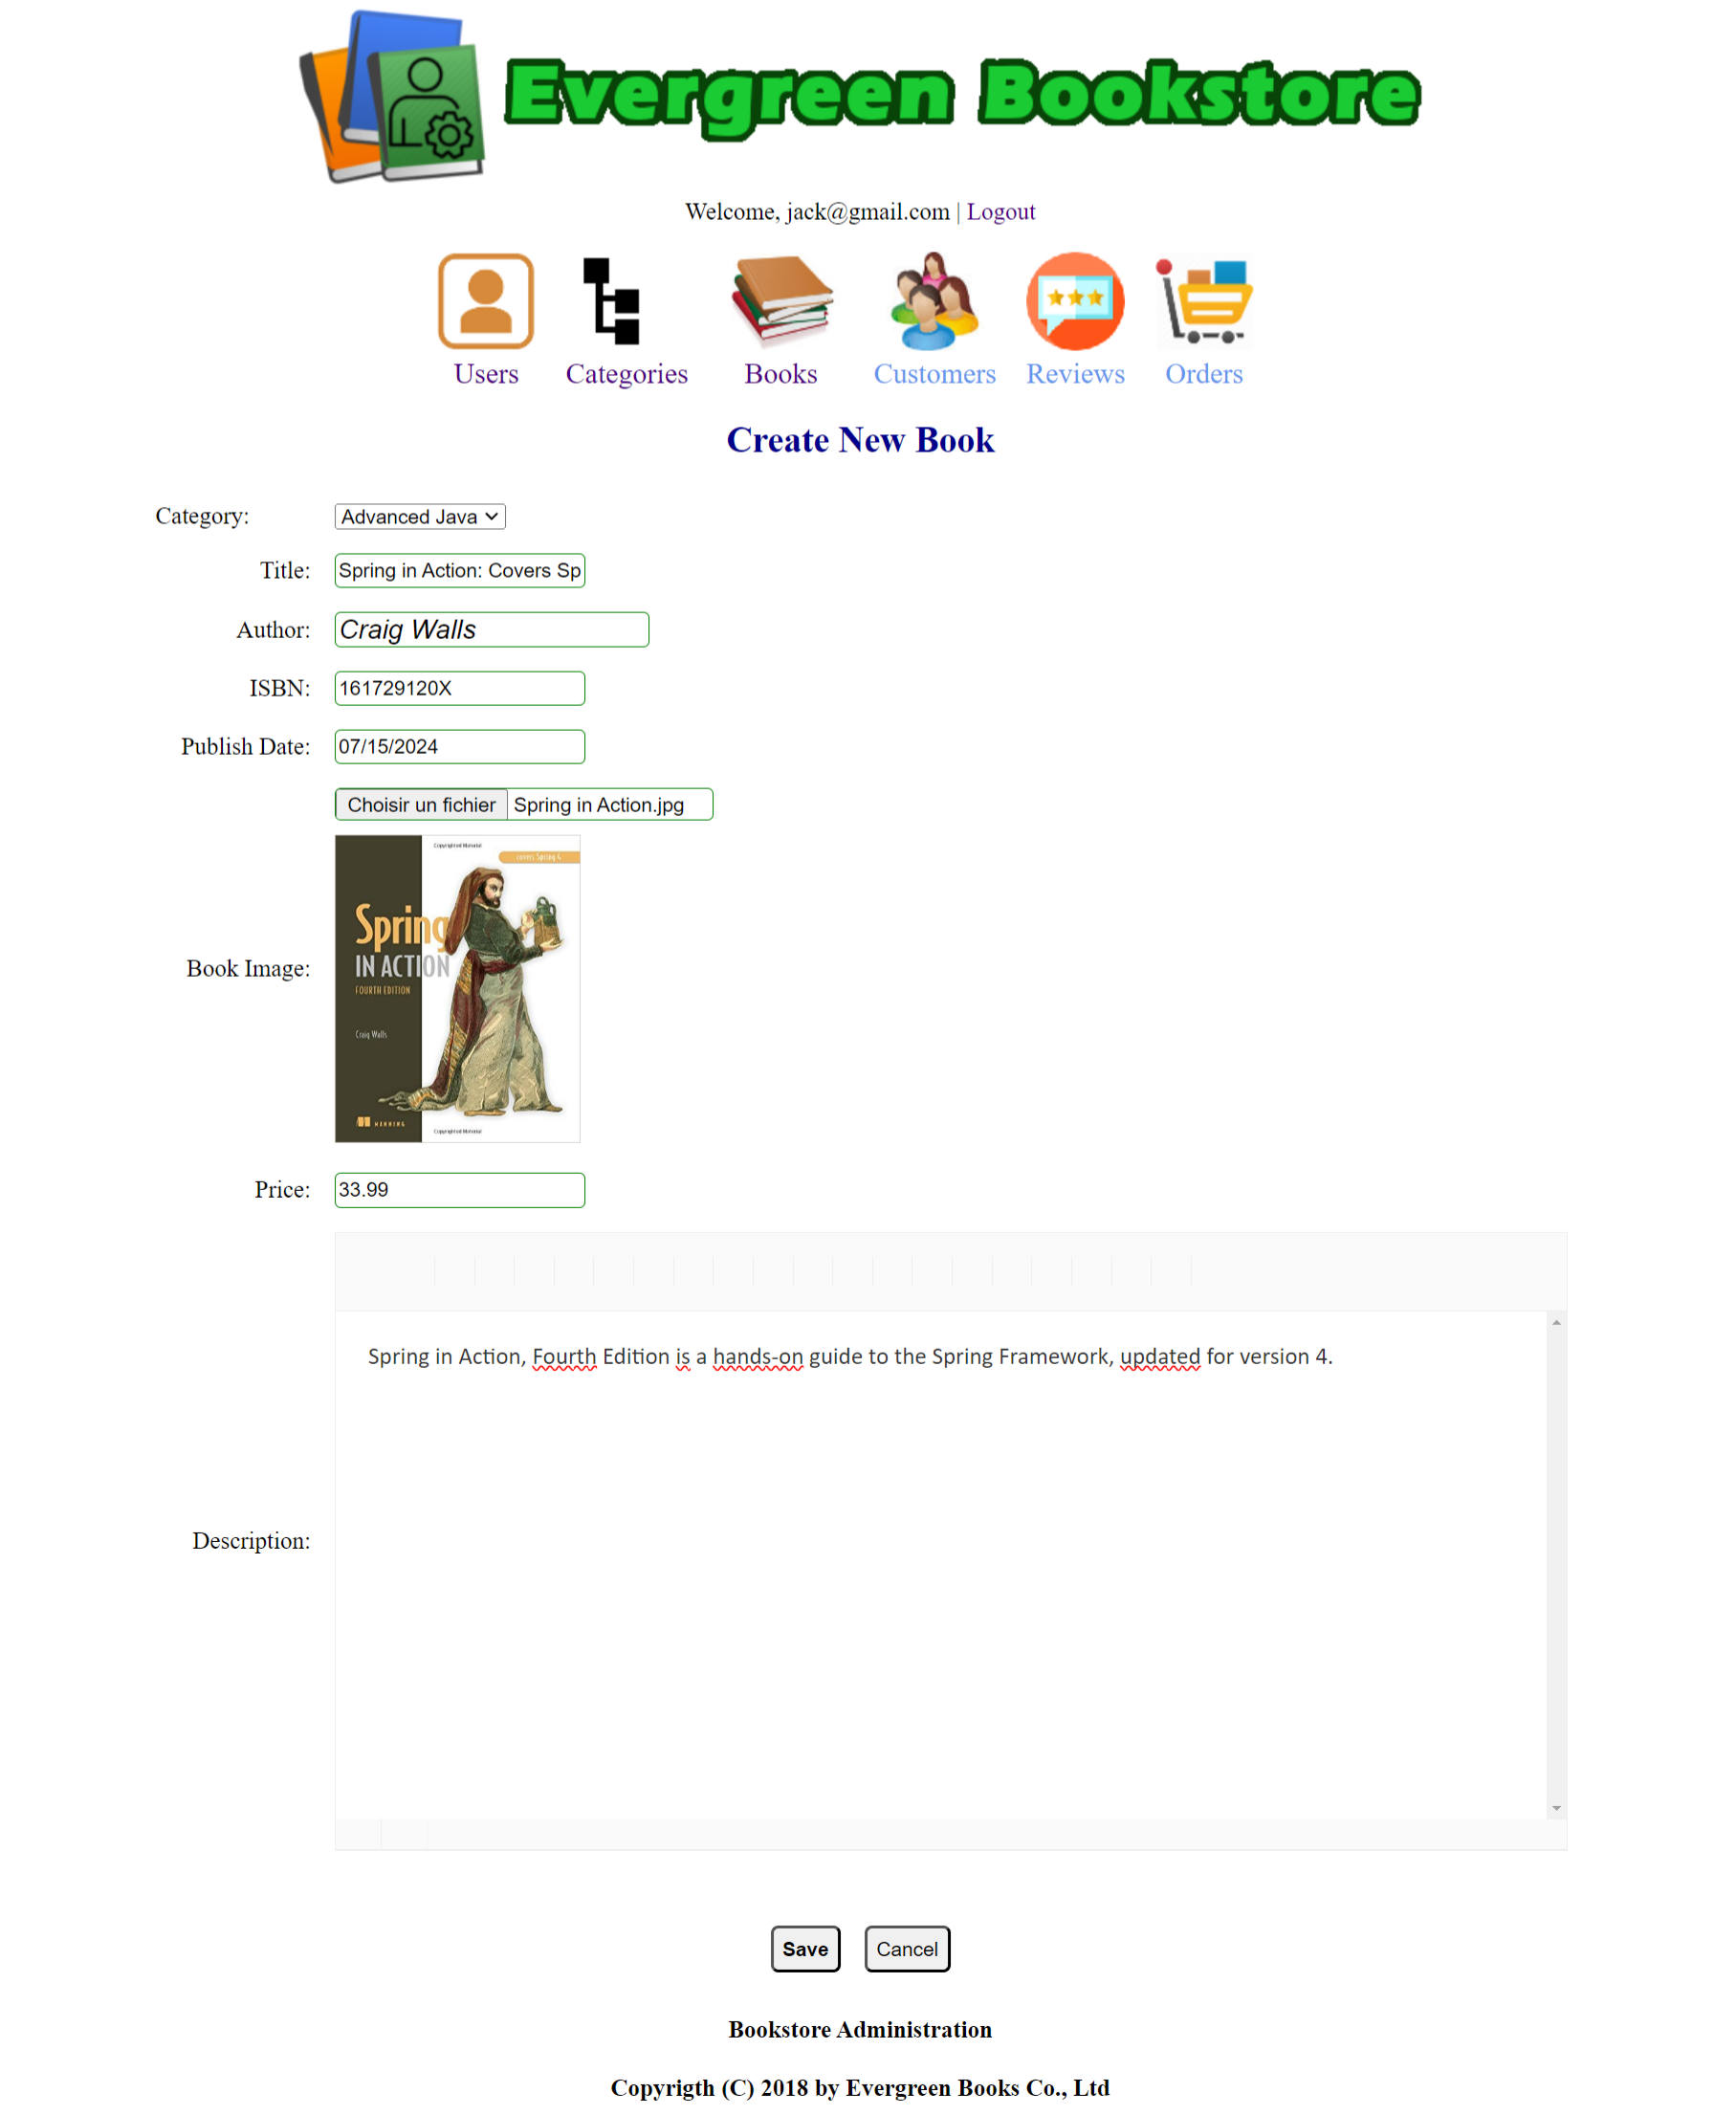 Evergreen Bookstore
Welcome, jack@gmail.com | Logout
Users Categories Books Customers Reviews Orders
Create New Book
Category: Advanced Java
Title: Spring in Action: Covers Sp
Author: Craig Walls
ISBN: 161729120X
Publish Date: 07/15/2024
Choisir un fichier Spring in Action.jpg
Book Image:
Copyrighted Material
Covers Spring 4
Spring
IN ACTION
FOURTH EDITION
Craig Walls
MANNING
Copyrighted Material
Price: 33.99
Spring in Action, Fourth Edition is a hands-on guide to the Spring Framework, updated for version 4.
Description:
Save Cancel
Bookstore Administration
Copyrigth (C) 2018 by Evergreen Books Co., Ltd